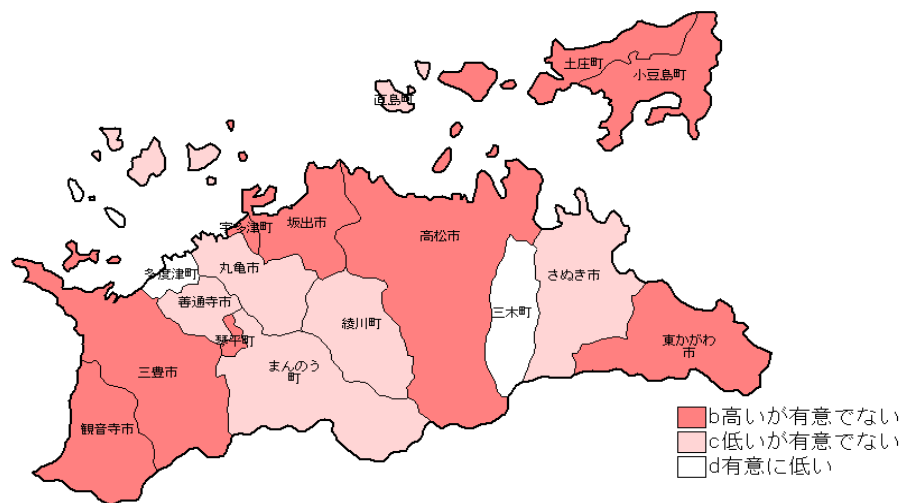 土庄町
小豆島町
直島町
宇多津町
坂出市
高松市
多度津町
丸亀市
さぬき市
善通寺市
三木町
綾川町
琴平町
東かがわ
市
まんのう
町
三豊市
観音寺市
b高いが有意でない
c低いが有意でない
d有意に低い